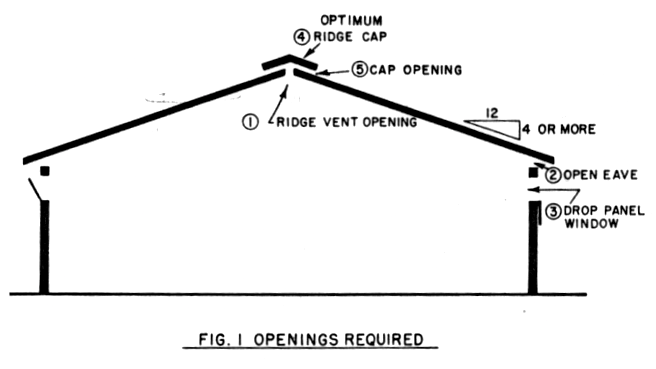 OPTIMUM
④ RIDGE CAP
⑤ CAP OPENING
① RIDGE VENT OPENING
12
4 OR MORE
② OPEN EAVE
③ DROP PANEL
WINDOW
FIG. 1 OPENINGS REQUIRED